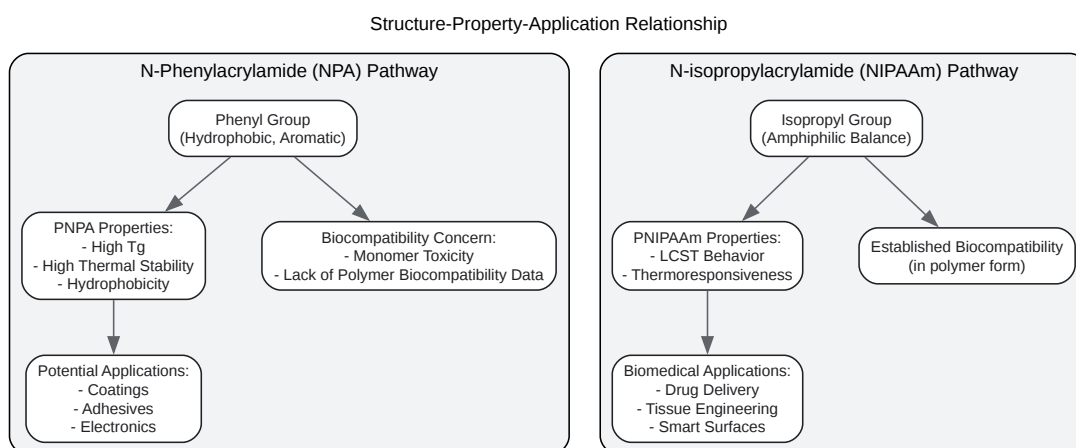 Structure-Property-Application Relationship
N-Phenylacrylamide (NPA) Pathway
Phenyl Group
(Hydrophobic, Aromatic)
PNPA Properties:
- High Tg
- High Thermal Stability
- Hydrophobicity
Biocompatibility Concern:
- Monomer Toxicity
- Lack of Polymer Biocompatibility Data
Potential Applications:
- Coatings
- Adhesives
- Electronics
N-isopropylacrylamide (NIPAAm) Pathway
Isopropyl Group
(Amphiphilic Balance)
PNIPAAm Properties:
- LCST Behavior
- Thermoresponsiveness
Established Biocompatibility
(in polymer form)
Biomedical Applications:
- Drug Delivery
- Tissue Engineering
- Smart Surfaces